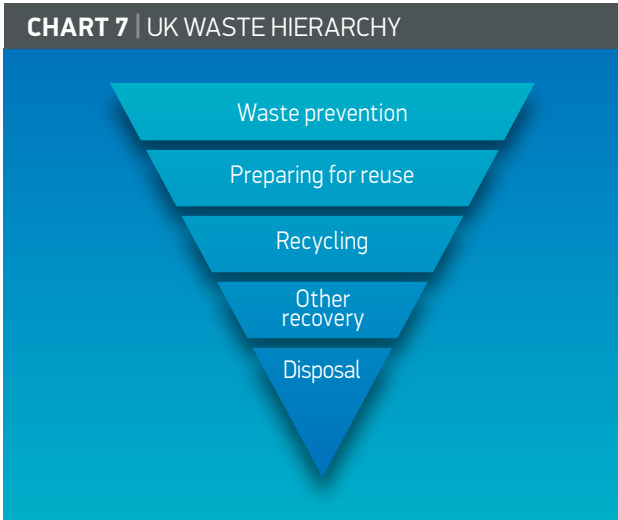 CHART 7 | UK WASTE HIERARCHY
Waste prevention
Preparing for reuse
Recycling
Other
recovery
Disposal